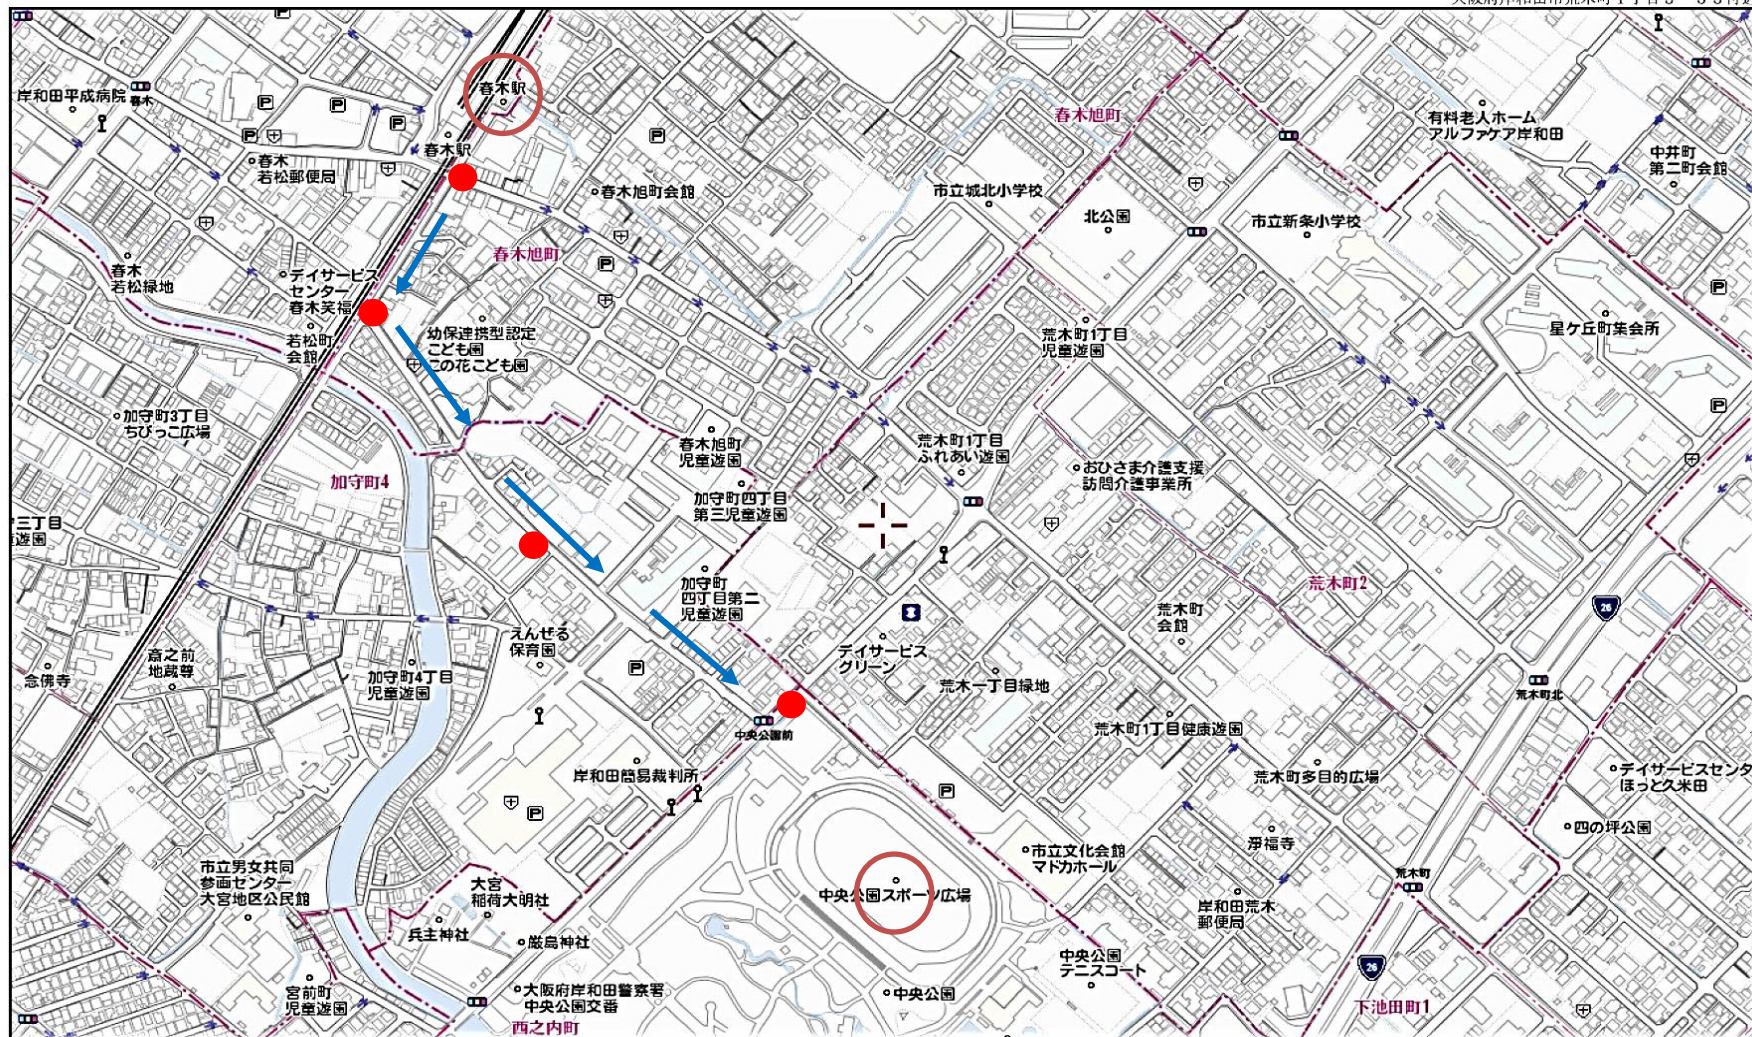 岸和田平成病院
春木
春木駅
春木駅
春木
若松郵便局
春木旭町会館
春木旭町
市立城北小学校
北公園
市立新条小学校
有料老人ホーム
アルファケア岸和田
中井町
第二町会館
春木旭町
春木
若松緑地
デイサービス
センター
春木笑福
若松町
会館
幼保連携型認定
こども園
この花こども園
荒木町1丁目
児童遊園
星ケ丘町集会所
加守町3丁目
ちびっこ広場
加守町4
春木旭町
児童遊園
荒木町1丁目
ふれあい遊園
おひさま介護支援
訪問介護事業所
加守町四丁目
第三児童遊園
三丁目
遊園
加守町
四丁目第二
児童遊園
荒木町2
荒木町
会館
26
えんぜる
保育園
斎之前
地蔵尊
念佛寺
加守町4丁目
児童遊園
デイサービス
グリーン
荒木一丁目緑地
荒木町北
中央公園前
荒木町1丁目健康遊園
岸和田簡易裁判所
荒木町多目的広場
デイサービスセンタ
ほっと久米田
四の坪公園
浄福寺
市立文化会館
マドカホール
中央公園スポーツ広場
荒木町
岸和田荒木
郵便局
市立男女共同
参画センター
大宮地区公民館
大宮
稲荷大明社
兵主神社
厳島神社
中央公園
テニスコート
26
宮前町
児童遊園
大阪府岸和田警察署
中央公園交番
中央公園
西之内町
下池田町1